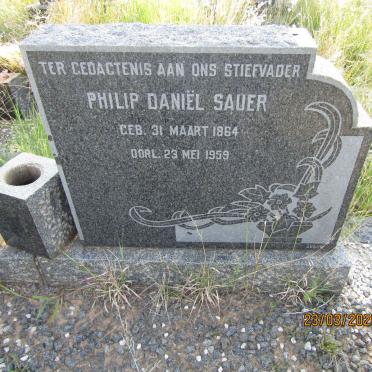 TER GEDACTENIS AAN ONS STIEFVADER
PHILIP DANIËL SAUER
GEB. 31 MAART 1864
OORL. 23 MEI 1959
23/03/202